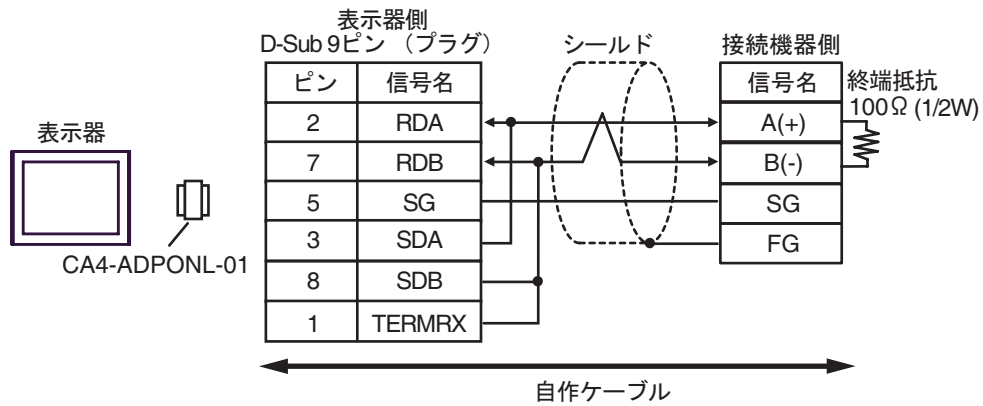 表示器側
D-Sub 9ピン (プラグ)
シールド
接続機器側
ピン 信号名
信号名
終端抵抗
100Ω (1/2W)
2 RDA
A(+)
表示器
7 RDB
B(-)
5 SG
SG
3 SDA
FG
CA4-ADPONL-01
8 SDB
1 TERMRX
自作ケーブル